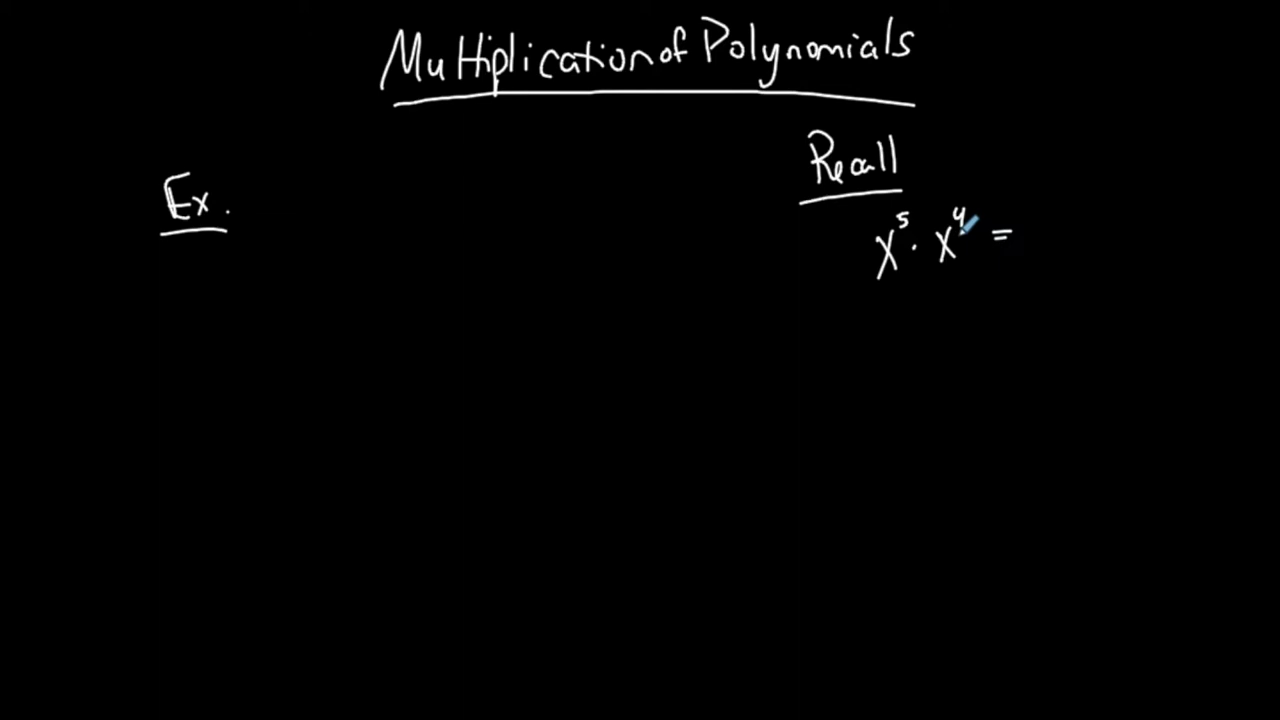 Multiplication of Polynomials
Recall
Ex.
x⁵ · x⁴ =